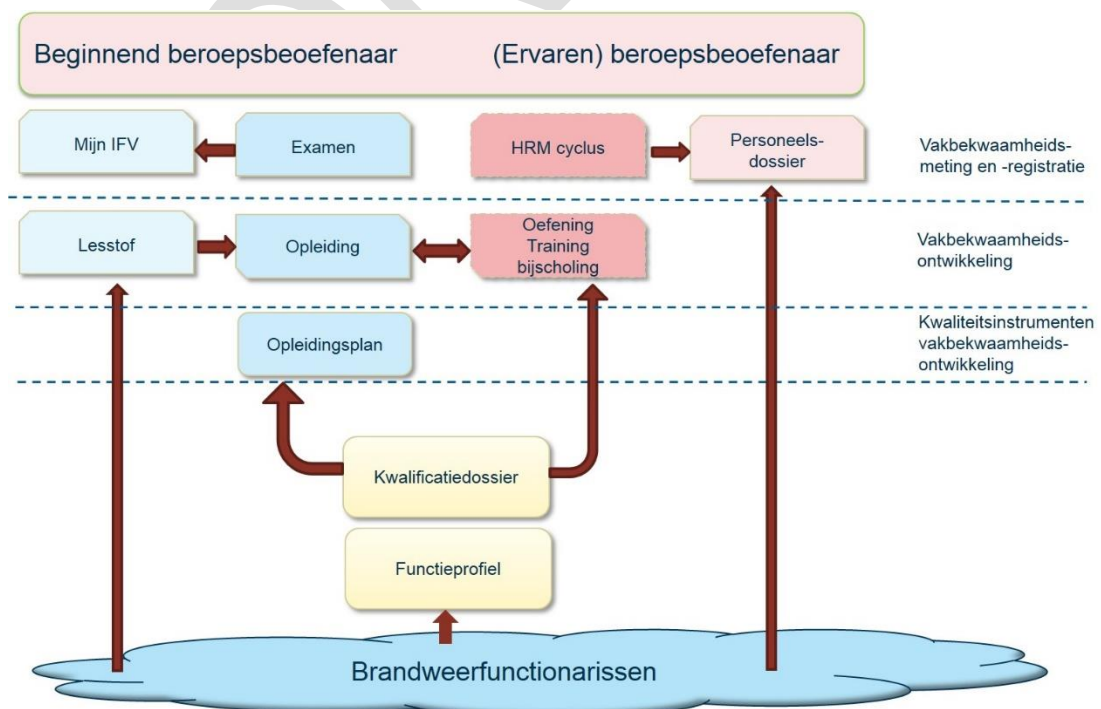 Beginnend beroepsbeoefenaar
(Ervaren) beroepsbeoefenaar
Mijn IFV
Examen
HRM cyclus
Personeels-
dossier
Vakbekwaamheids-
meting en -registratie
Lesstof
Opleiding
Oefening
Training
bijscholing
Vakbekwaamheids-
ontwikkeling
Opleidingsplan
Kwaliteitsinstrumenten
vakbekwaamheids-
ontwikkeling
Kwalificatiedossier
Functieprofiel
Brandweerfunctionarissen